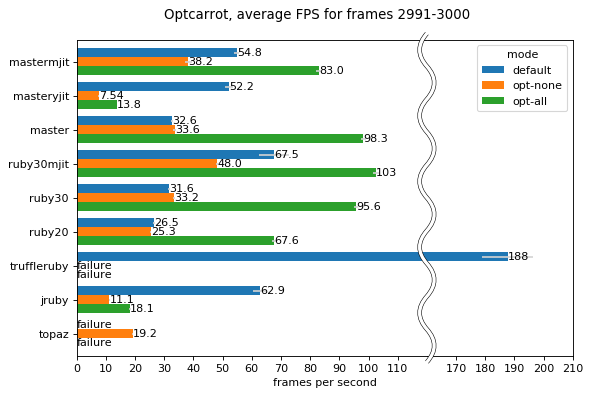 Optcarrot, average FPS for frames 2991-3000
mode
default
opt-none
opt-all
mastermjit
54.8
38.2
83.0
masteryjit
52.2
7.54
13.8
master
32.6
33.6
98.3
ruby30mjit
67.5
48.0
103
ruby30
31.6
33.2
95.6
ruby20
26.5
25.3
67.6
truffleruby
188
failure
failure
jruby
62.9
11.1
18.1
topaz
failure
19.2
failure
0 10 20 30 40 50 60 70 80 90 100 110 170 180 190 200 210
frames per second